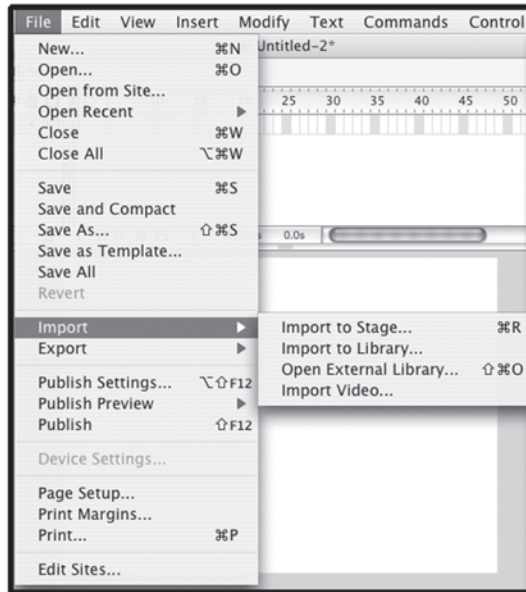 File Edit View Insert Modify Text Commands Control
Untitled-2*
New... ⌘N
Open... ⌘O
Open from Site...
Open Recent ▶
Close ⌘W
Close All ⌥⌘W
25 30 35 40 45 50
Save ⌘S
Save and Compact
Save As... ⇧⌘S
0.0s
Save as Template...
Save All
Revert
Import ▶
Import to Stage... ⌘R
Import to Library...
Open External Library... ⇧⌘O
Import Video...
Export ▶
Publish Settings... ⌥⇧F12
Publish Preview ▶
Publish ⇧F12
Device Settings...
Page Setup...
Print Margins...
Print... ⌘P
Edit Sites...